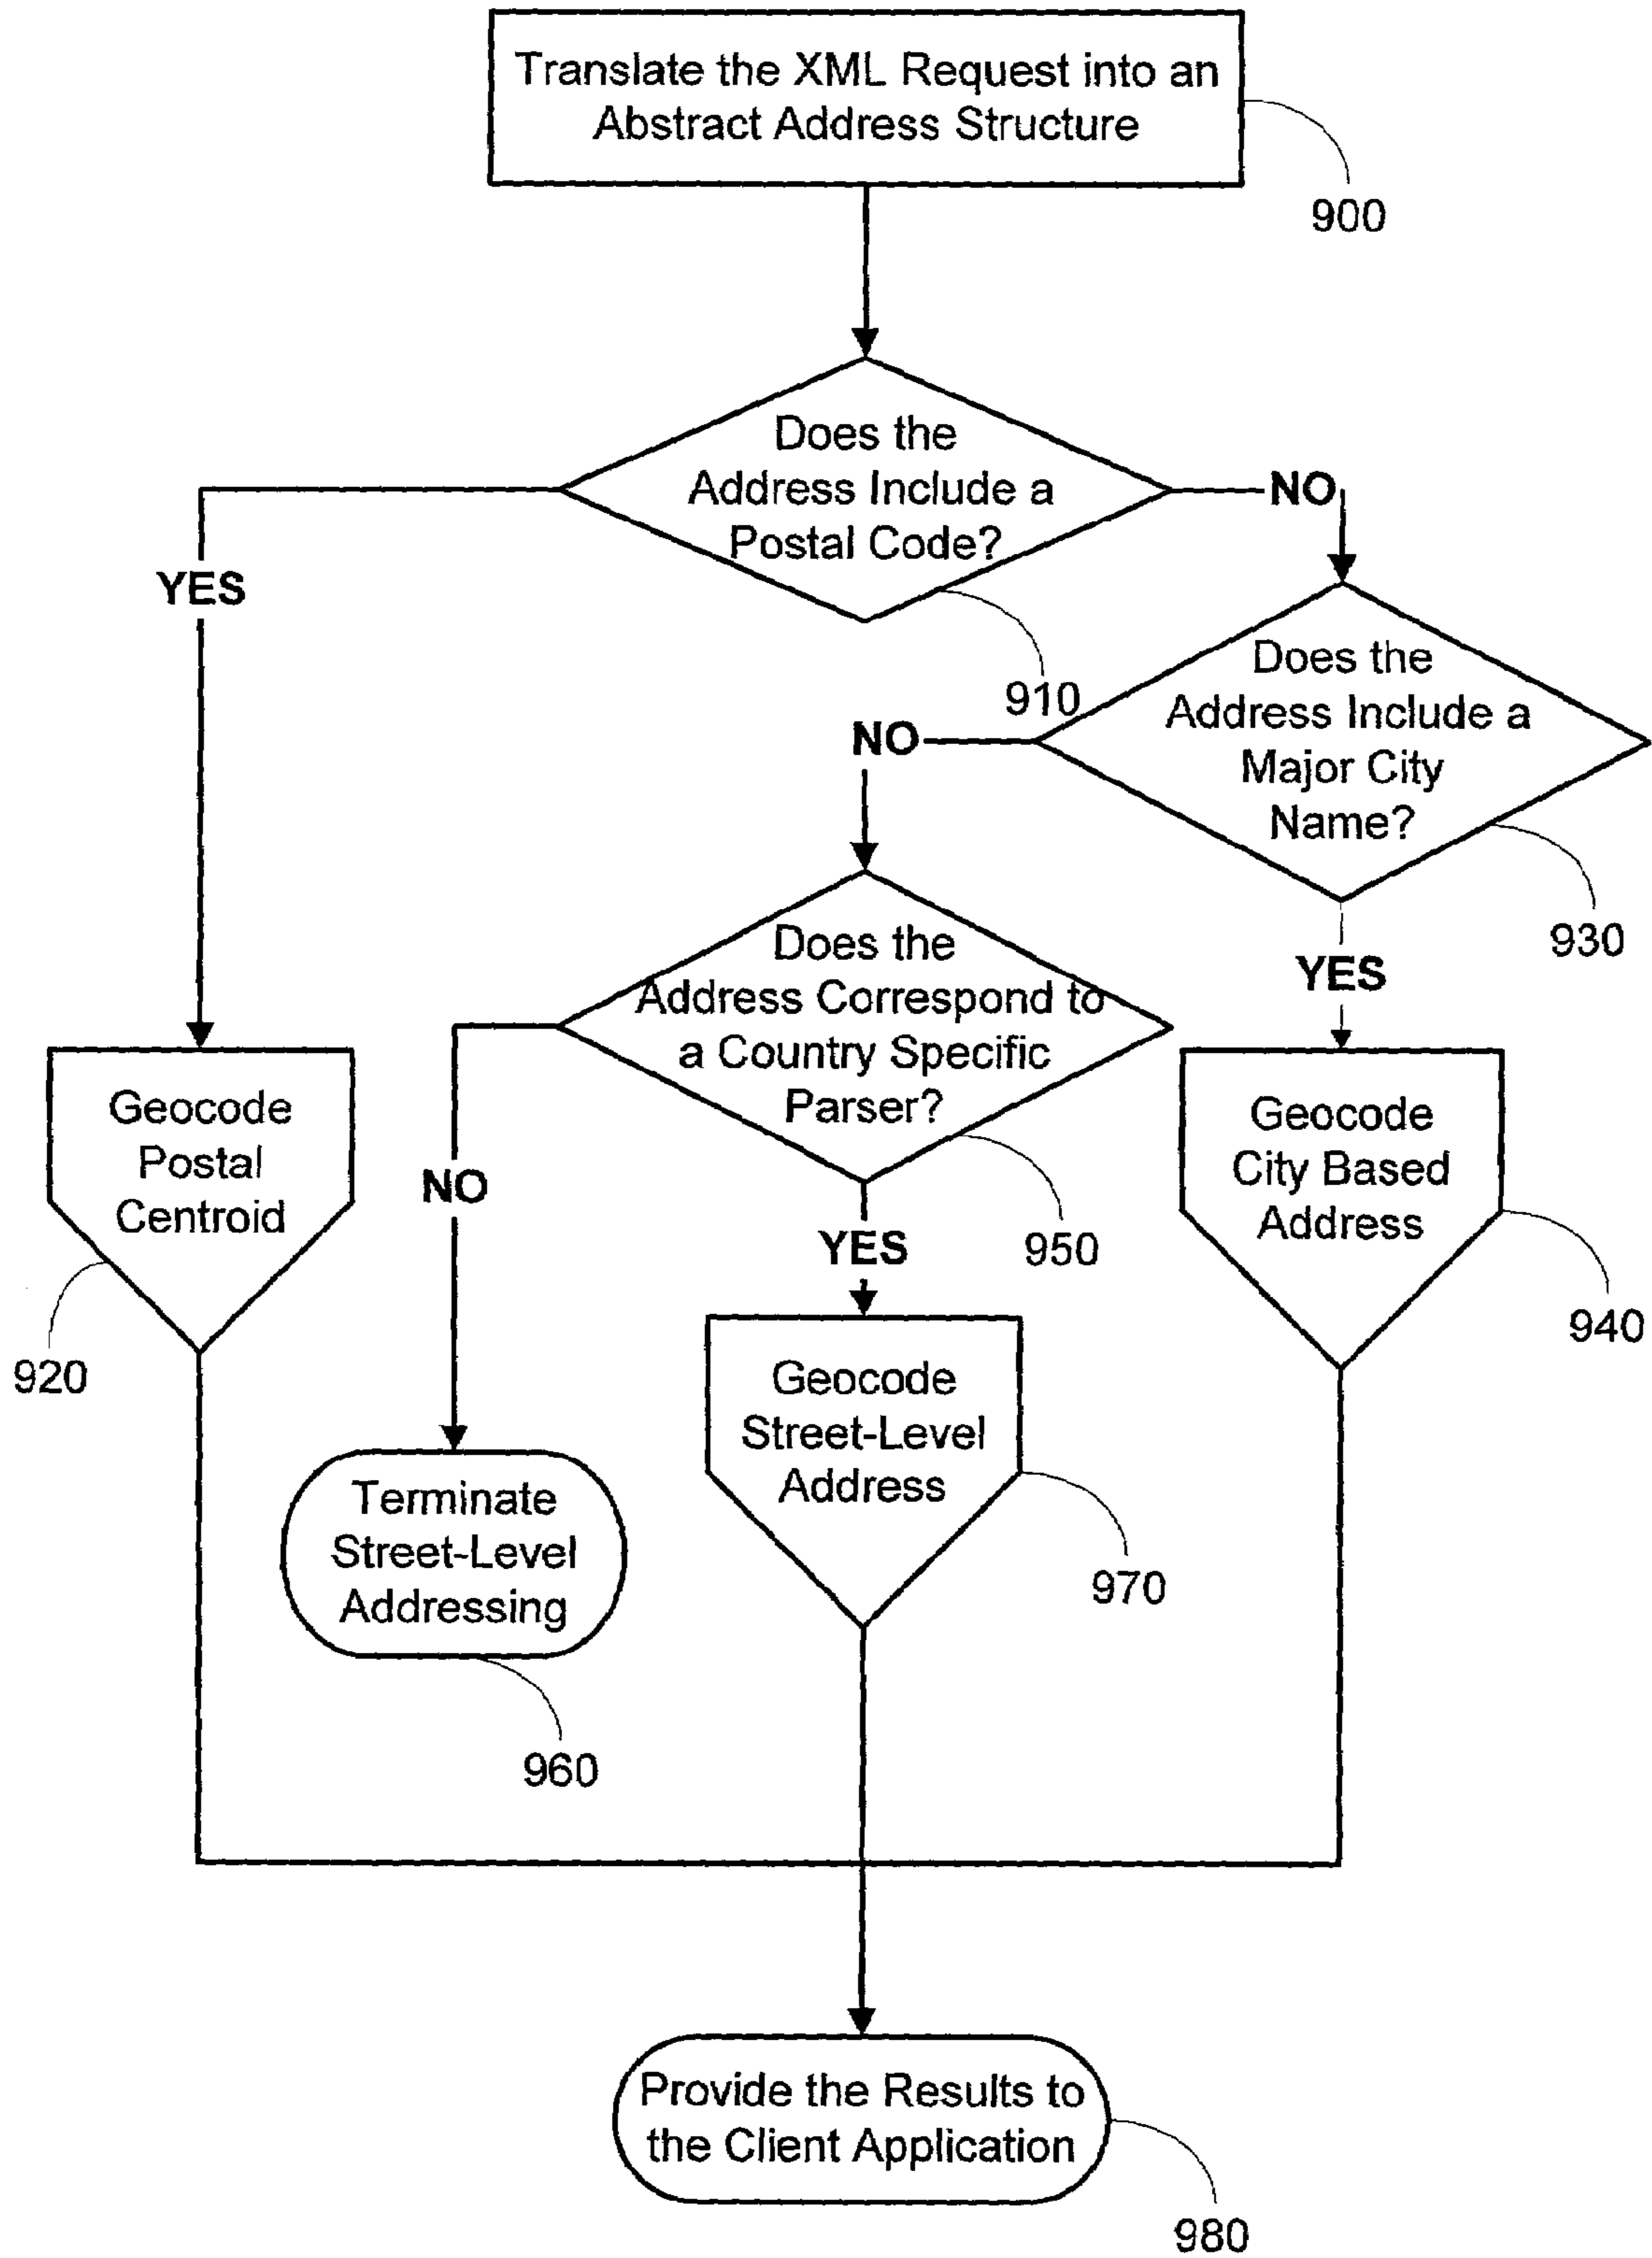 Translate the XML Request into an
Abstract Address Structure
900
Does the
Address Include a
Postal Code?
910
YES
NO
Does the
Address Include a
Major City
Name?
930
NO
YES
Does the
Address Correspond to
a Country Specific
Parser?
950
NO
YES
Geocode
Postal
Centroid
920
Geocode
City Based
Address
940
Geocode
Street-Level
Address
970
Terminate
Street-Level
Addressing
960
Provide the Results to
the Client Application
980